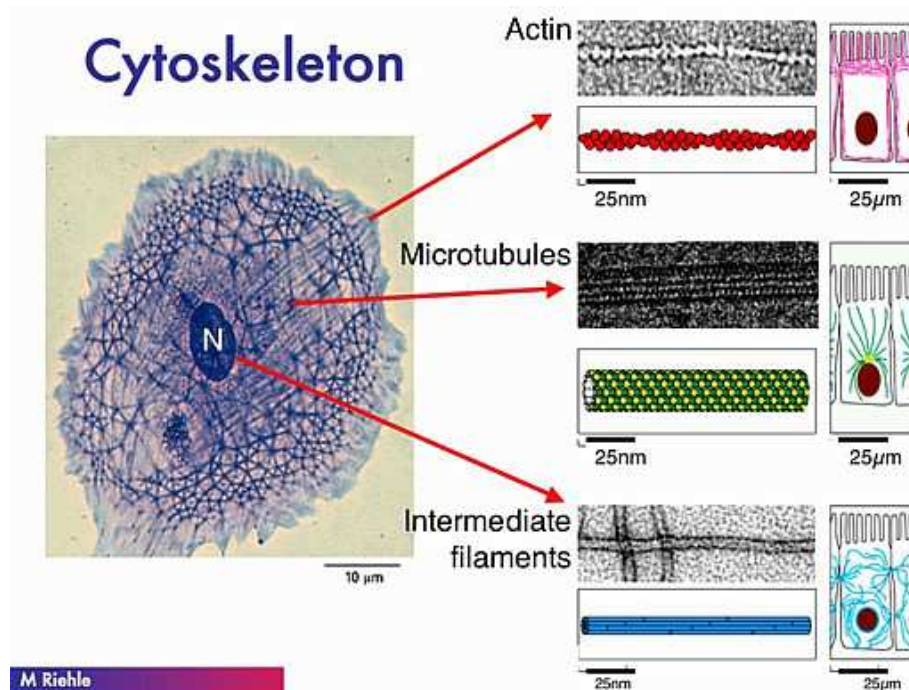 Cytoskeleton
N
10 µm
M Riehle
Actin
25nm
25µm
Microtubules
25nm
25µm
Intermediate
filaments
25nm
25µm